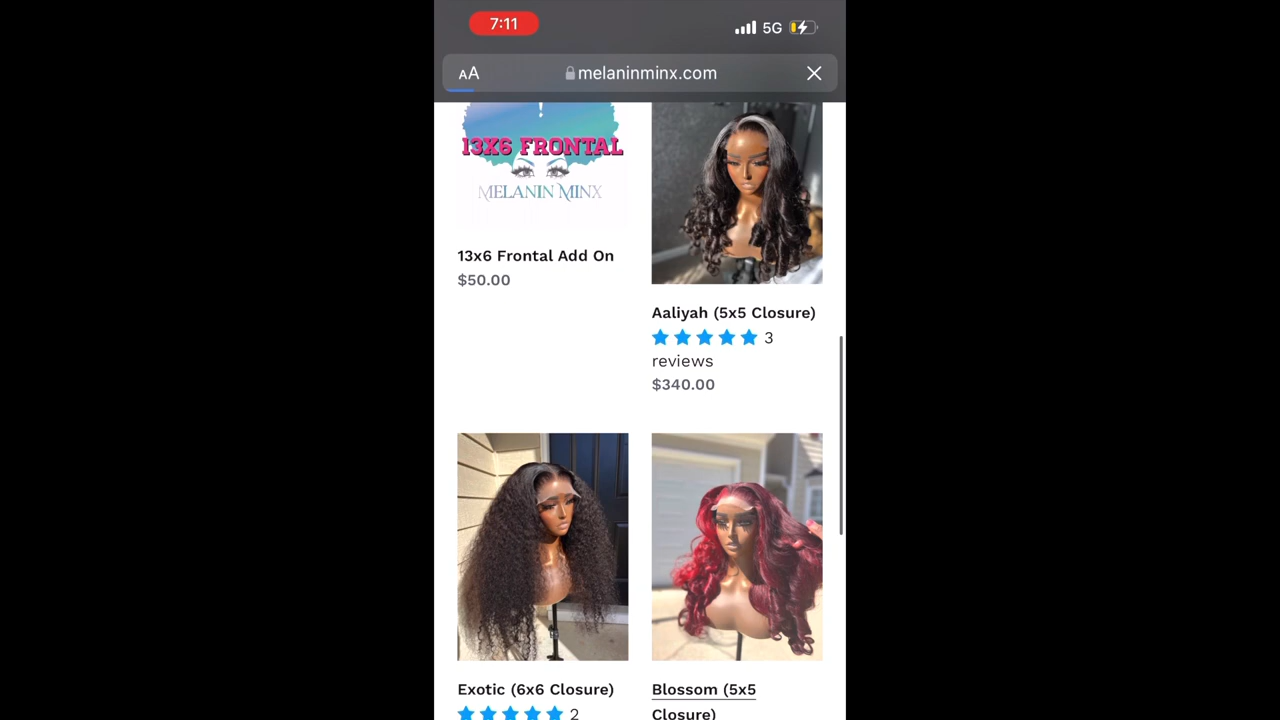 7:11
5G
AA
melaninminx.com
13X6 FRONTAL
MELANIN MINX
13x6 Frontal Add On
$50.00
Aaliyah (5x5 Closure)
3
reviews
$340.00
Exotic (6x6 Closure)
2
Blossom (5x5
Closure)